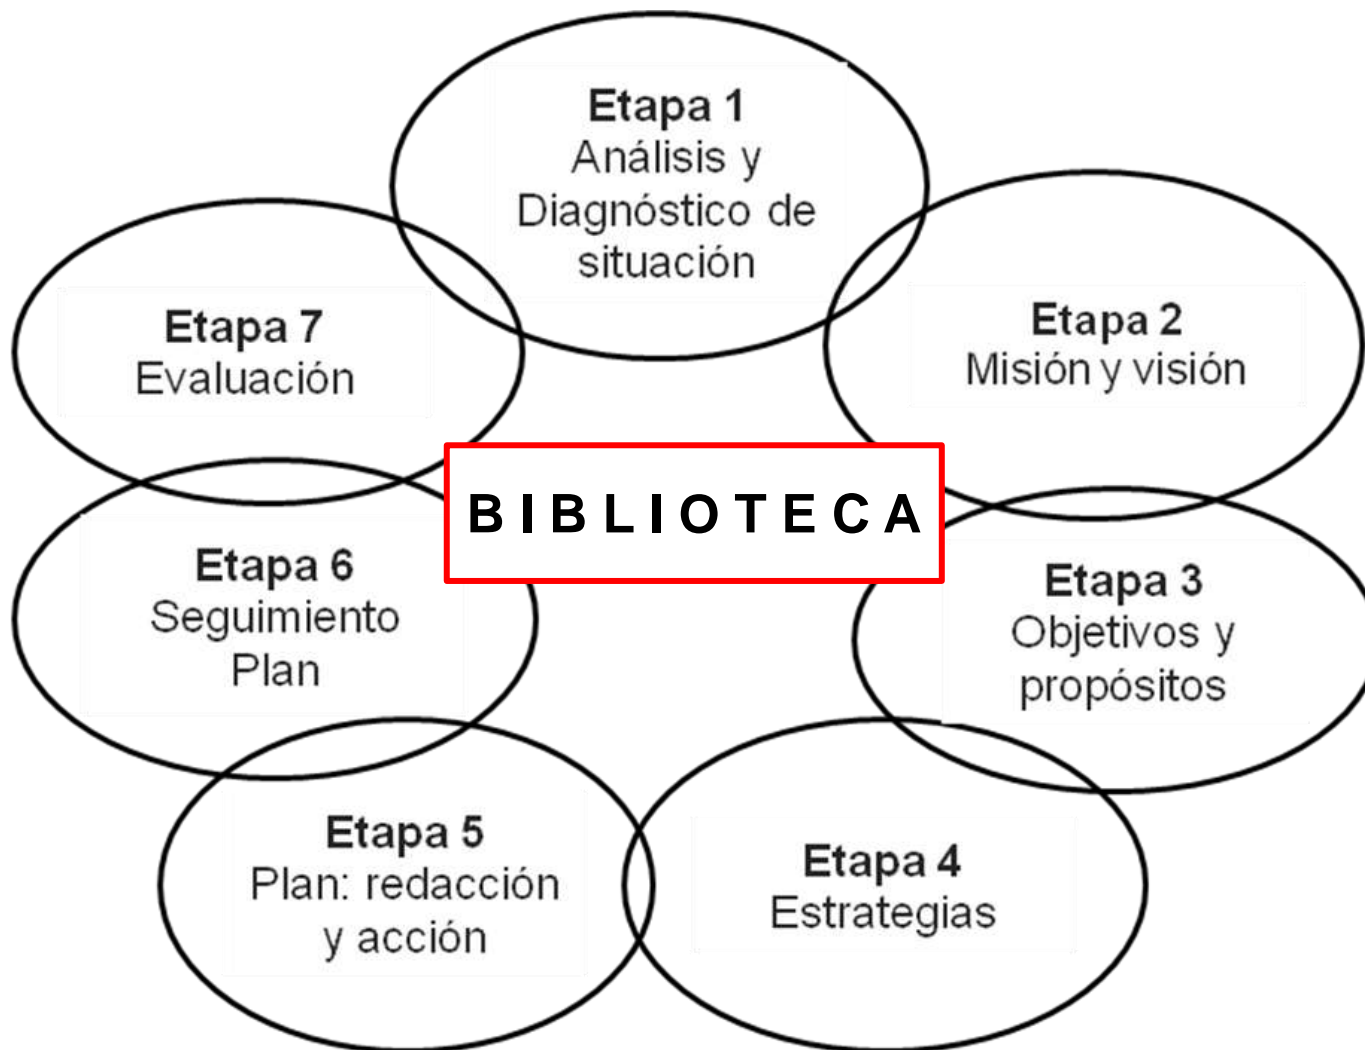 Etapa 1
Análisis y
Diagnóstico de
situación
Etapa 2
Misión y visión
Etapa 3
Objetivos y
propósitos
Etapa 4
Estrategias
Etapa 5
Plan: redacción
y acción
Etapa 6
Seguimiento
Plan
Etapa 7
Evaluación
B I B L I O T E C A